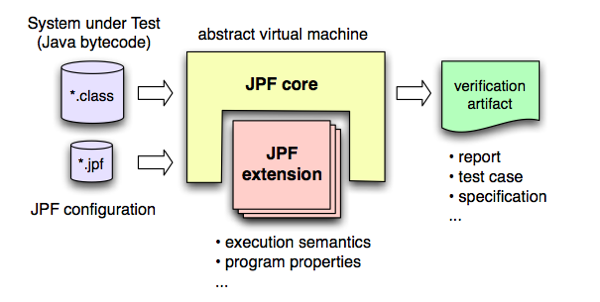 System under Test
(Java bytecode)
*.class
*.jpf
JPF configuration
abstract virtual machine
JPF core
JPF
extension
• execution semantics
• program properties
...
verification
artifact
• report
• test case
• specification
...